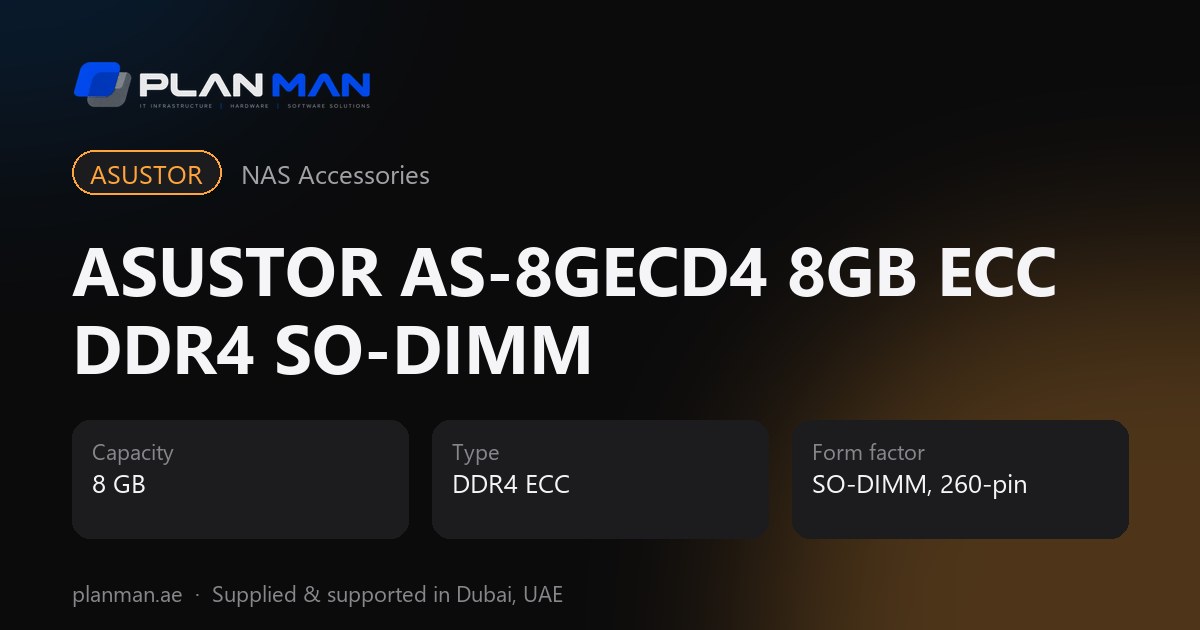 PLAN MAN
IT INFRASTRUCTURE | HARDWARE | SOFTWARE SOLUTIONS
ASUSTOR NAS Accessories
ASUSTOR AS-8GECD4 8GB ECC
DDR4 SO-DIMM
Capacity
8 GB
Type
DDR4 ECC
Form factor
SO-DIMM, 260-pin
planman.ae · Supplied & supported in Dubai, UAE